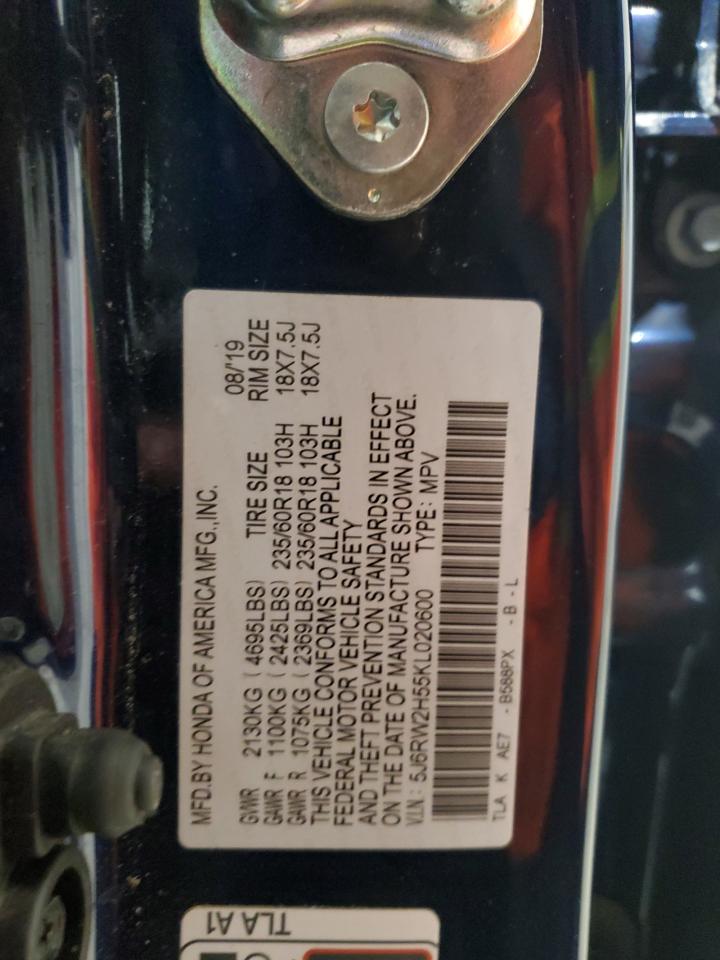 MFD.BY HONDA OF AMERICA MFG.,INC. 08/'19
GVWR 2130KG ( 4695LBS) TIRE SIZE RIM SIZE
GAWR F 1100KG ( 2425LBS) 235/60R18 103H 18X7.5J
GAWR R 1075KG ( 2369LBS) 235/60R18 103H 18X7.5J
THIS VEHICLE CONFORMS TO ALL APPLICABLE
FEDERAL MOTOR VEHICLE SAFETY
AND THEFT PREVENTION STANDARDS IN EFFECT
ON THE DATE OF MANUFACTURE SHOWN ABOVE.
V.I.N.: 5J6RW2H55KL020600 TYPE: MPV
TLA K AE7 - B588PX - B - L
TLA A1